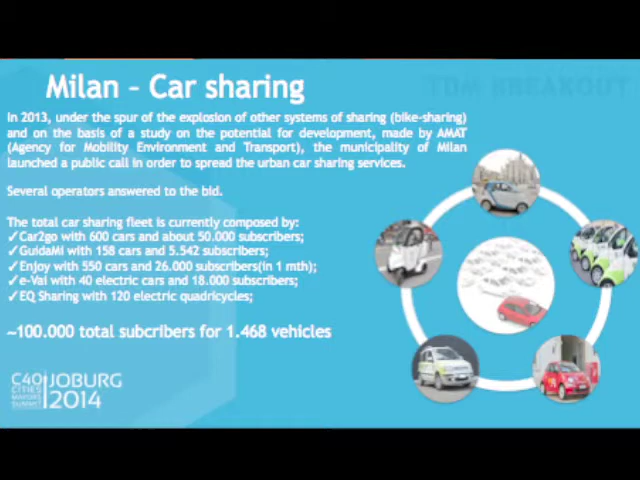 TDM BREAKOUT
Milan – Car sharing
In 2013, under the spur of the explosion of other systems of sharing (bike-sharing)
and on the basis of a study on the potential for development, made by AMAT
(Agency for Mobility Environment and Transport), the municipality of Milan
launched a public call in order to spread the urban car sharing services.
Several operators answered to the bid.
The total car sharing fleet is currently composed by:
✓Car2go with 600 cars and about 50.000 subscribers;
✓GuidaMi with 158 cars and 5.542 subscribers;
✓Enjoy with 550 cars and 26.000 subscribers(in 1 mth);
✓e-Vai with 40 electric cars and 18.000 subscribers;
✓EQ Sharing with 120 electric quadricycles;
~100.000 total subcribers for 1.468 vehicles
C40
CITIES
MAYORS
SUMMIT
JOBURG
2014